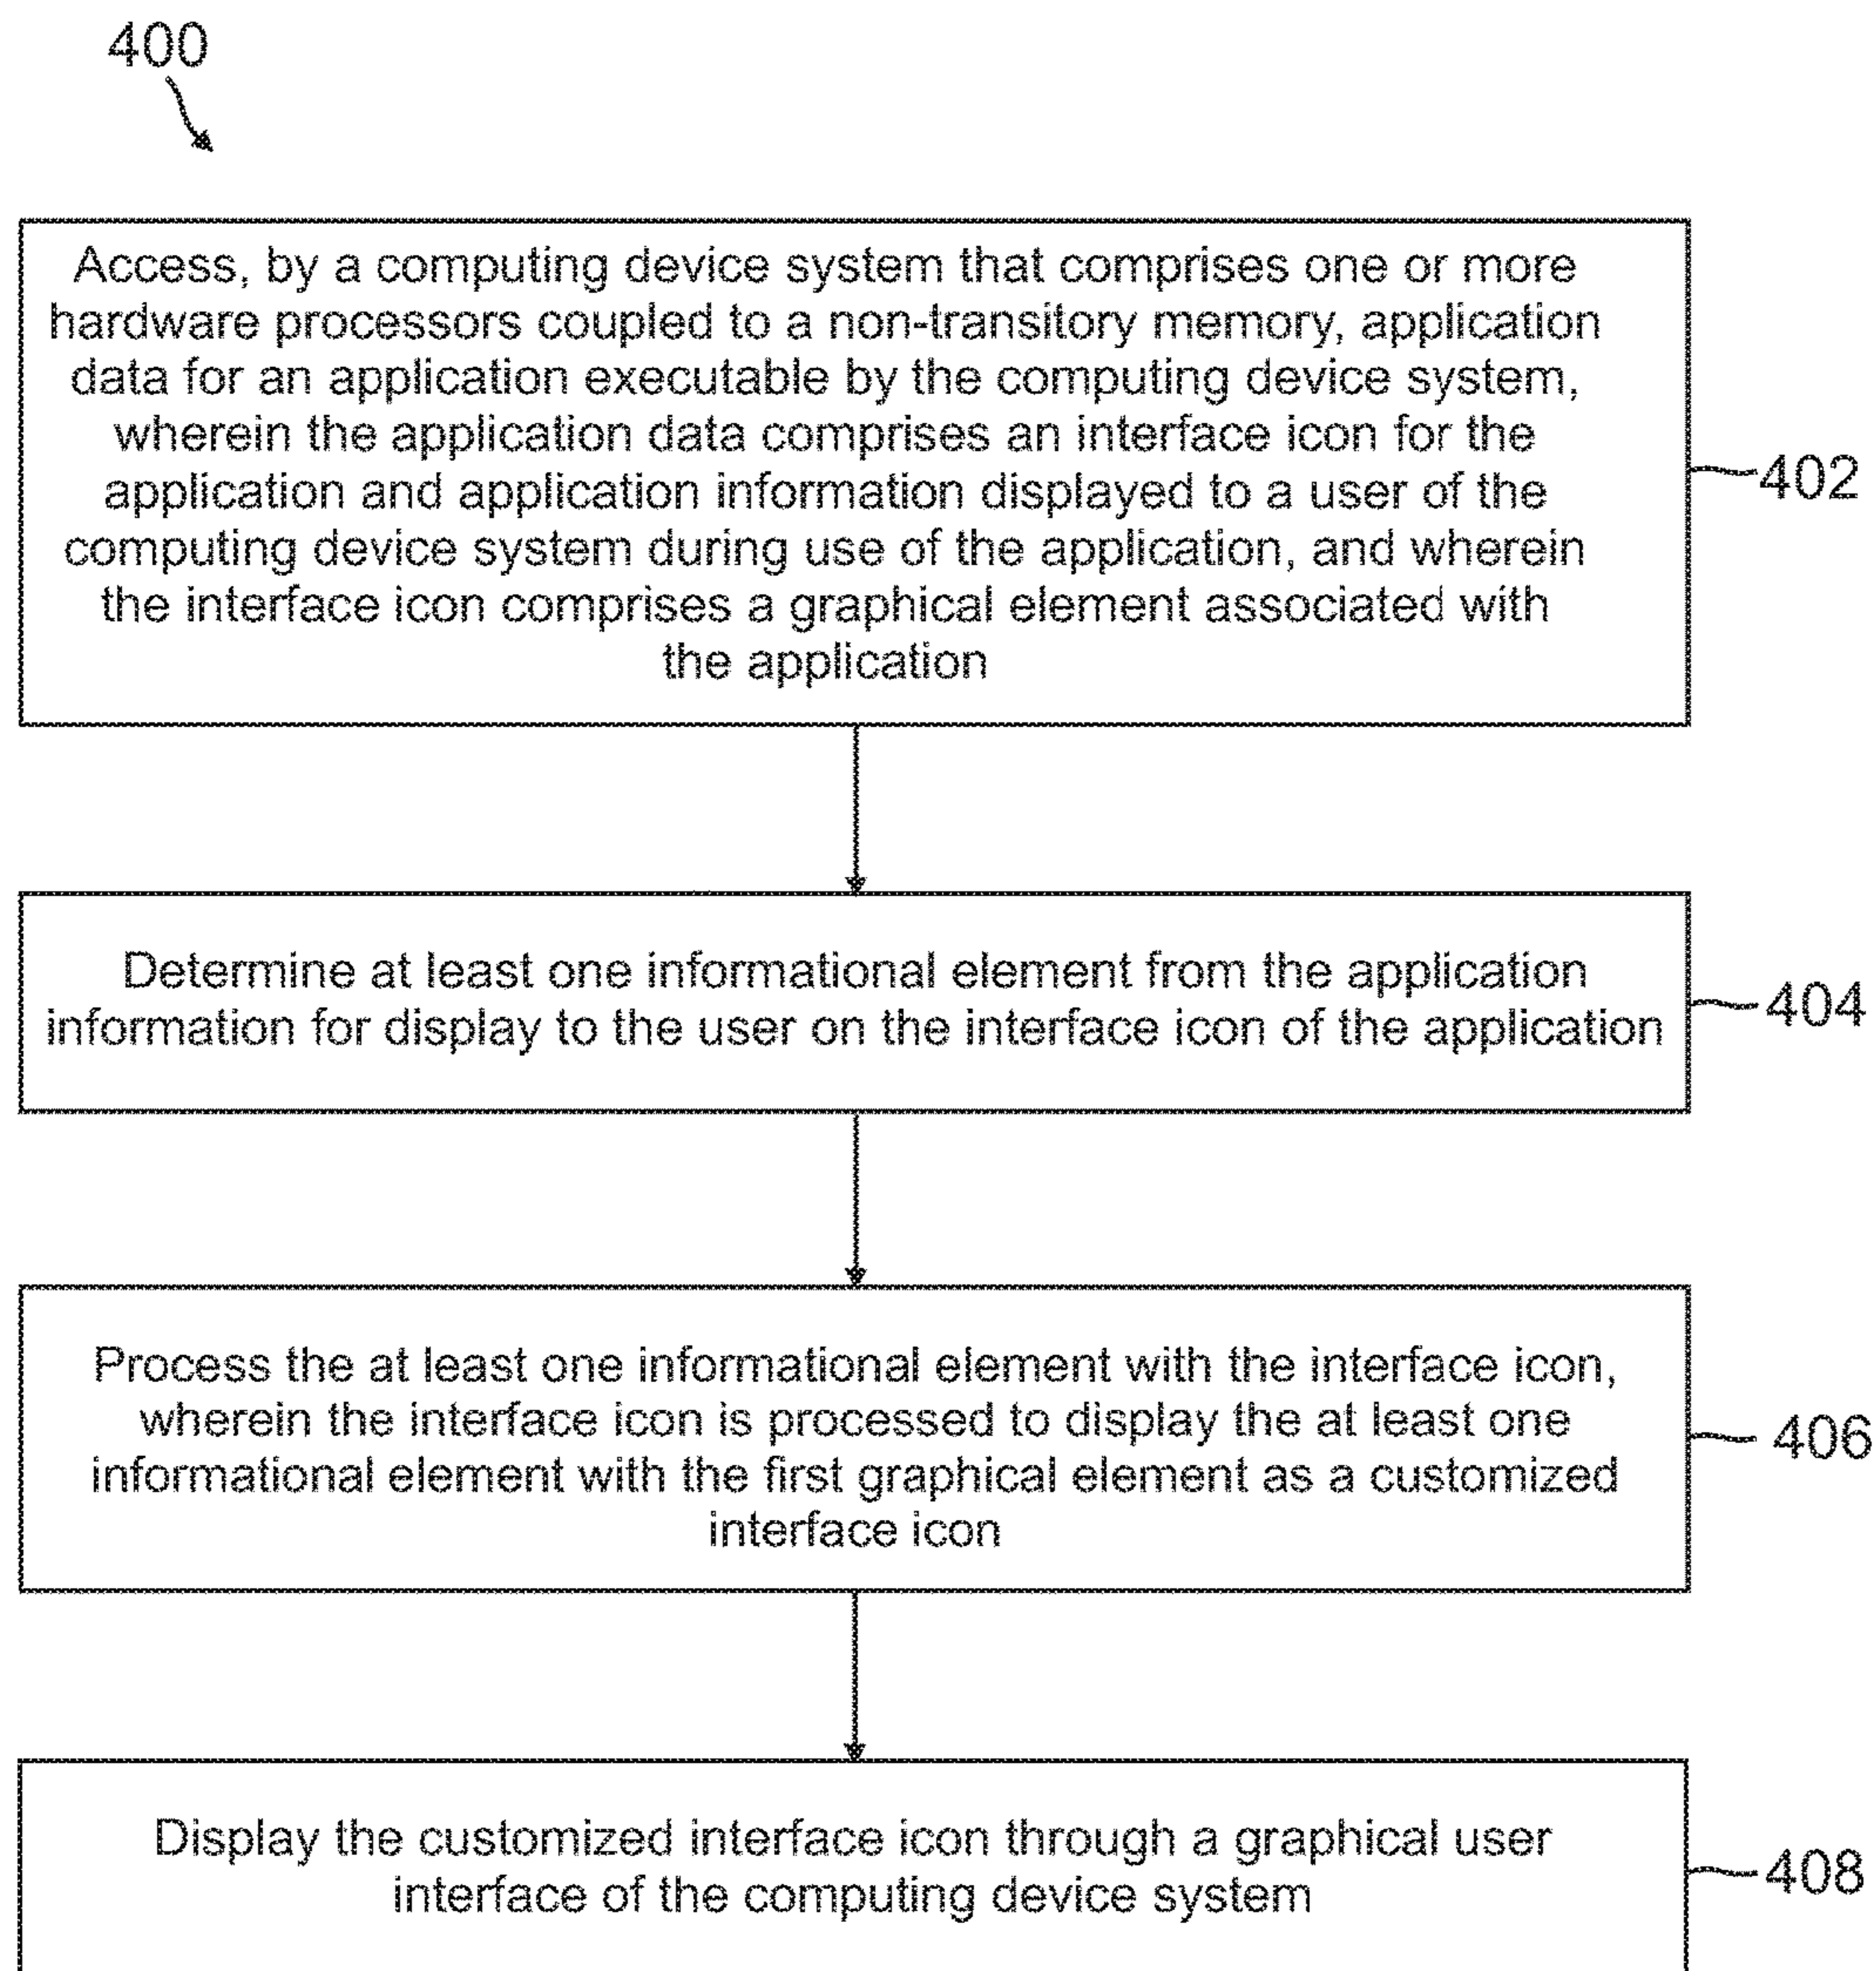 400
Access, by a computing device system that comprises one or more
hardware processors coupled to a non-transitory memory, application
data for an application executable by the computing device system,
wherein the application data comprises an interface icon for the
application and application information displayed to a user of the
computing device system during use of the application, and wherein
the interface icon comprises a graphical element associated with
the application
402
Determine at least one informational element from the application
information for display to the user on the interface icon of the application
404
Process the at least one informational element with the interface icon,
wherein the interface icon is processed to display the at least one
informational element with the first graphical element as a customized
interface icon
406
Display the customized interface icon through a graphical user
interface of the computing device system
408